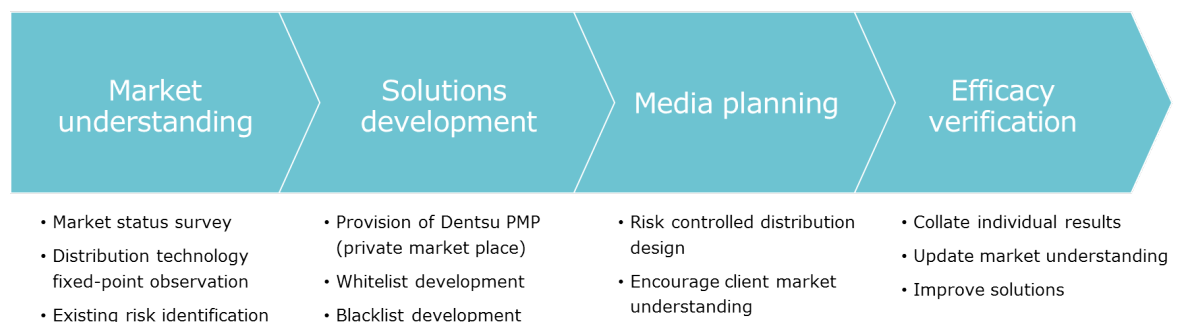 Market
understanding
Solutions
development
Media planning
Efficacy
verification
• Market status survey
• Distribution technology
fixed-point observation
• Existing risk identification
• Provision of Dentsu PMP
(private market place)
• Whitelist development
• Blacklist development
• Risk controlled distribution
design
• Encourage client market
understanding
• Collate individual results
• Update market understanding
• Improve solutions